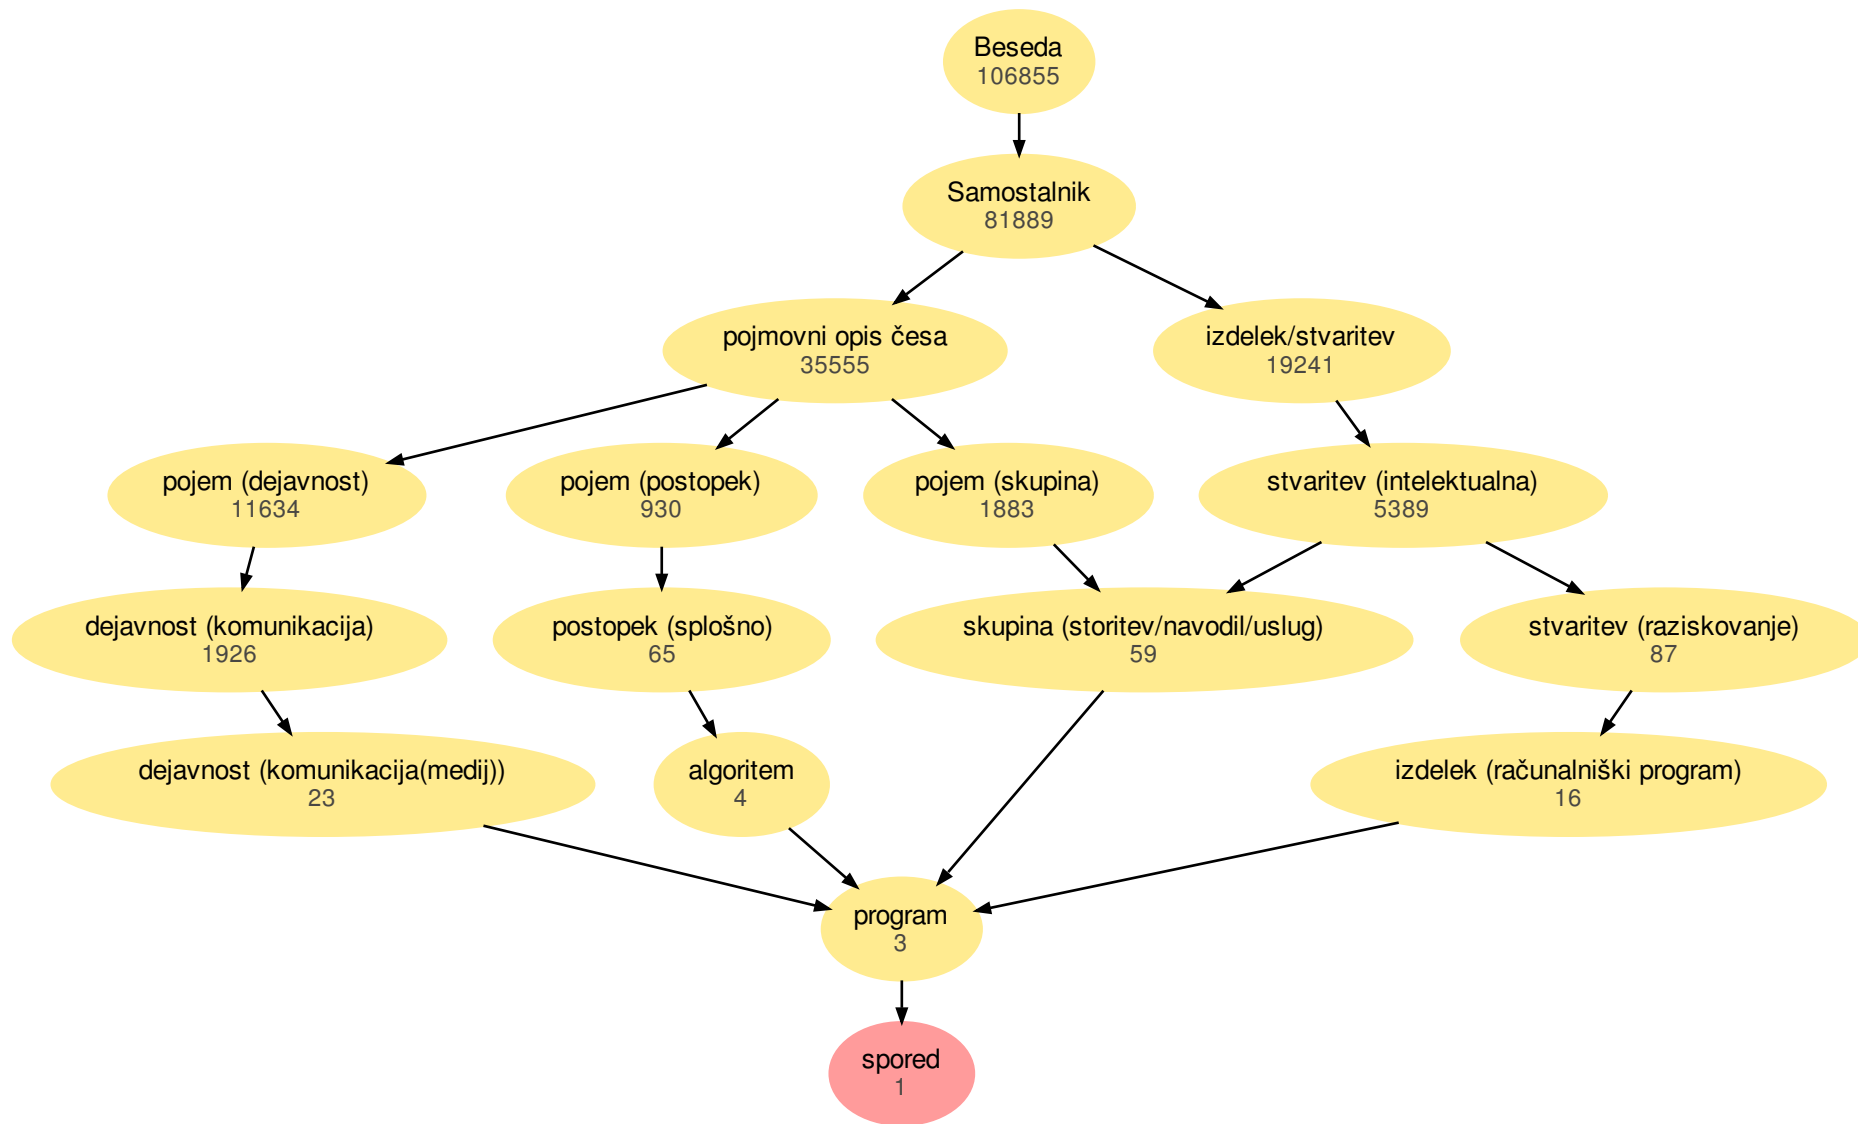 Beseda
106855
Samostalnik
81889
pojmovni opis česa
35555
izdelek/stvaritev
19241
pojem (dejavnost)
11634
pojem (postopek)
930
pojem (skupina)
1883
stvaritev (intelektualna)
5389
dejavnost (komunikacija)
1926
postopek (splošno)
65
skupina (storitev/navodil/uslug)
59
stvaritev (raziskovanje)
87
dejavnost (komunikacija(medij))
23
algoritem
4
izdelek (računalniški program)
16
program
3
spored
1